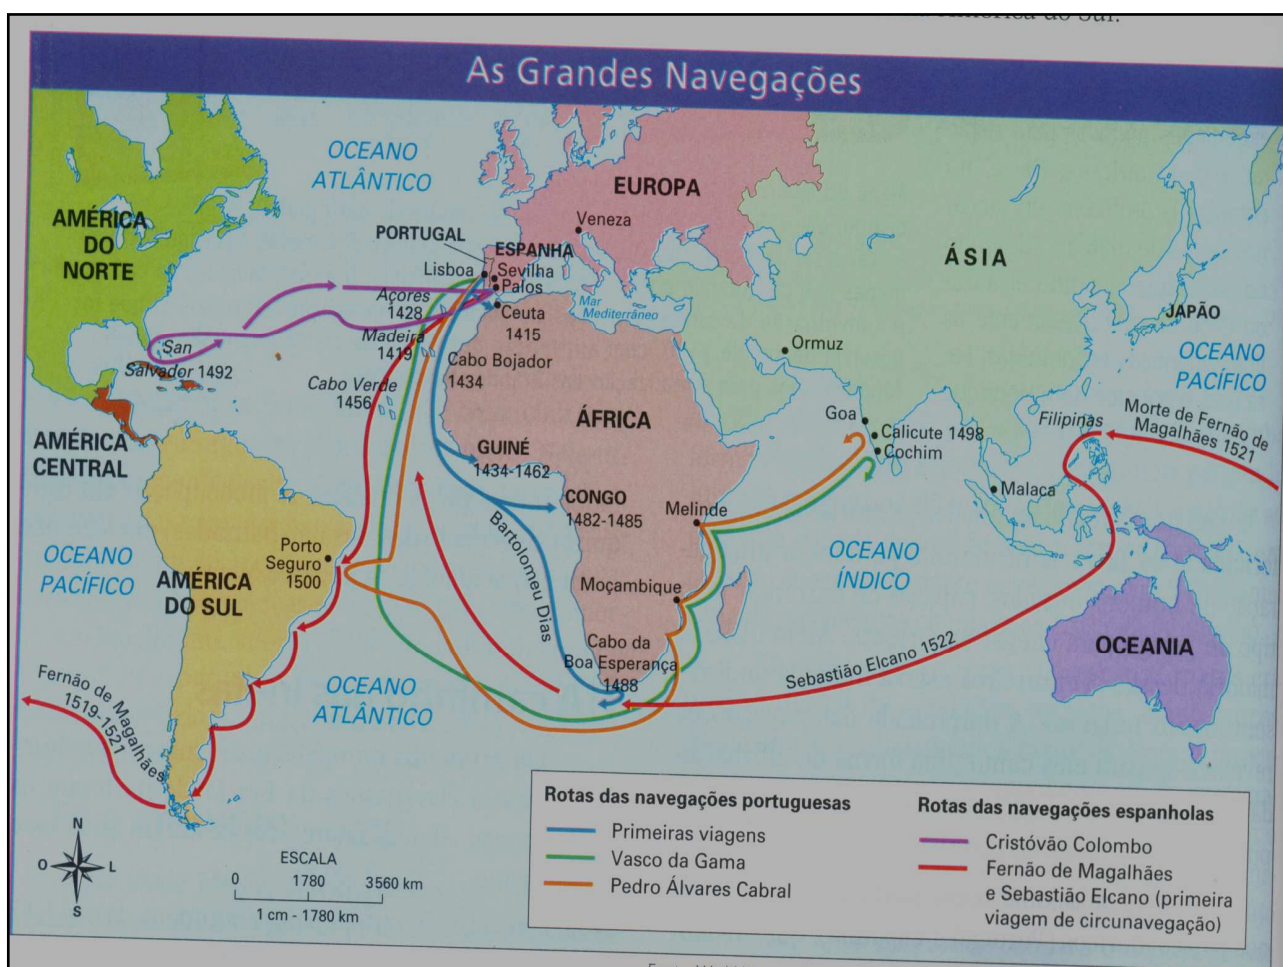 América do Sul.
As Grandes Navegações
OCEANO
ATLÂNTICO
AMÉRICA
DO
NORTE
EUROPA
Veneza
PORTUGAL
ESPANHA
Lisboa
Sevilha
Palos
ÁSIA
Açores
1428
Ceuta
1415
Mar
Mediterrâneo
JAPÃO
Madeira
1419
Cabo Bojador
1434
Ormuz
OCEANO
PACÍFICO
San
Salvador 1492
Cabo Verde
1456
ÁFRICA
Goa
Calicute 1498
Cochim
Filipinas
Morte de Fernão de
Magalhães 1521
AMÉRICA
CENTRAL
GUINÉ
1434-1462
Malaca
CONGO
1482-1485
Melinde
Bartolomeu Dias
OCEANO
PACÍFICO
Porto
Seguro
1500
AMÉRICA
DO SUL
OCEANO
ÍNDICO
Moçambique
Cabo da
Boa Esperança
1488
Sebastião Elcano 1522
OCEANIA
OCEANO
ATLÂNTICO
Fernão de Magalhães
1519-1521
N
O
L
S
ESCALA
0 1780 3560 km
1 cm - 1780 km
Rotas das navegações portuguesas
Primeiras viagens
Vasco da Gama
Pedro Álvares Cabral
Rotas das navegações espanholas
Cristóvão Colombo
Fernão de Magalhães
e Sebastião Elcano (primeira
viagem de circunavegação)